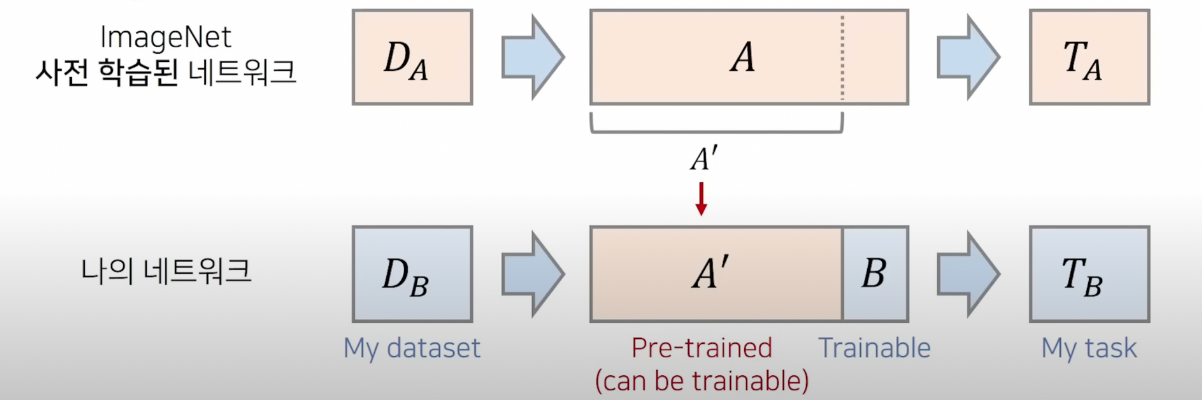 ImageNet
사전 학습된 네트워크
D_A
A
T_A
A′
나의 네트워크
D_B
A′
B
T_B
My dataset
Pre-trained
(can be trainable)
Trainable
My task